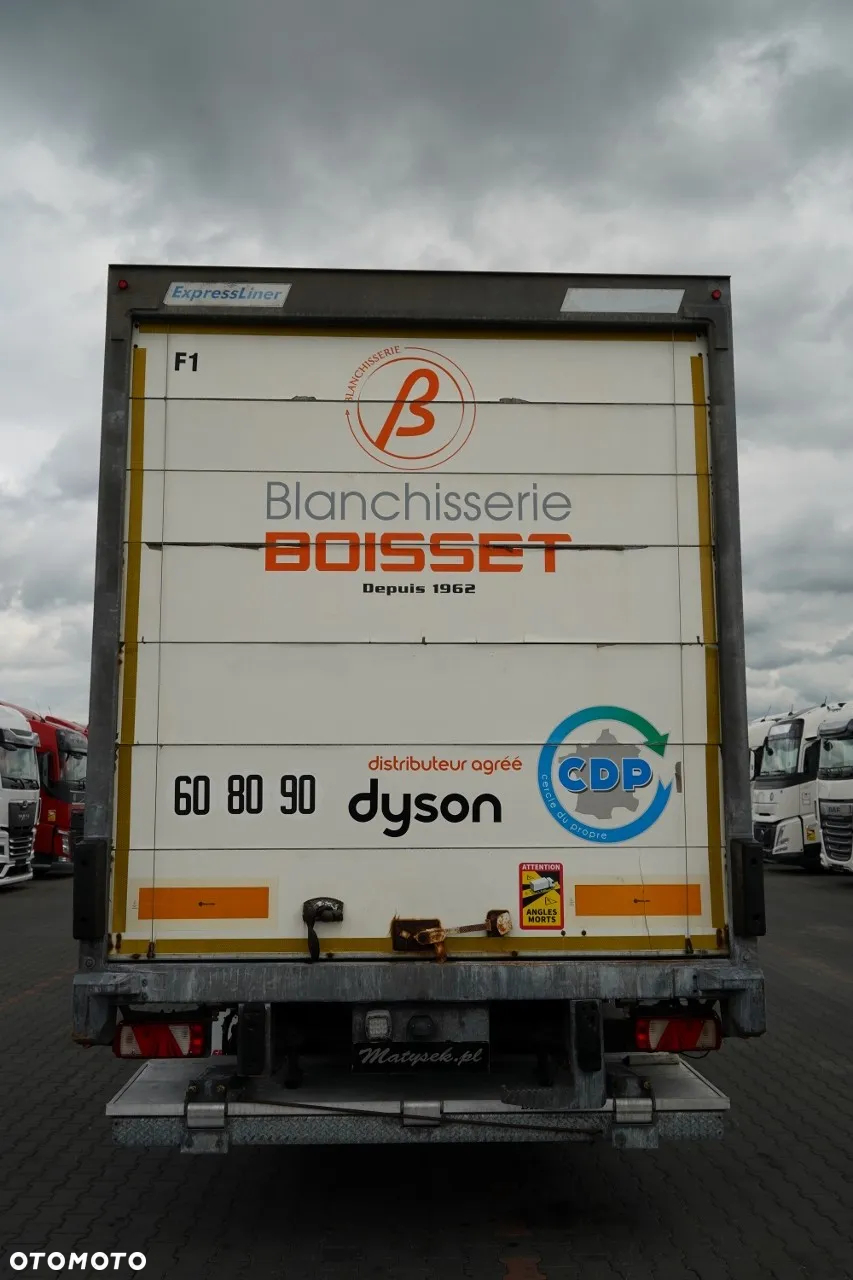 ExpressLiner
F1
BLANCHISSERIE
β
Blanchisserie
BOISSET
Depuis 1962
60 80 90
distributeur agréé
dyson
CDP
cercle du propre
ATTENTION
ANGLES
MORTS
Matysek.pl
OTOMOTO